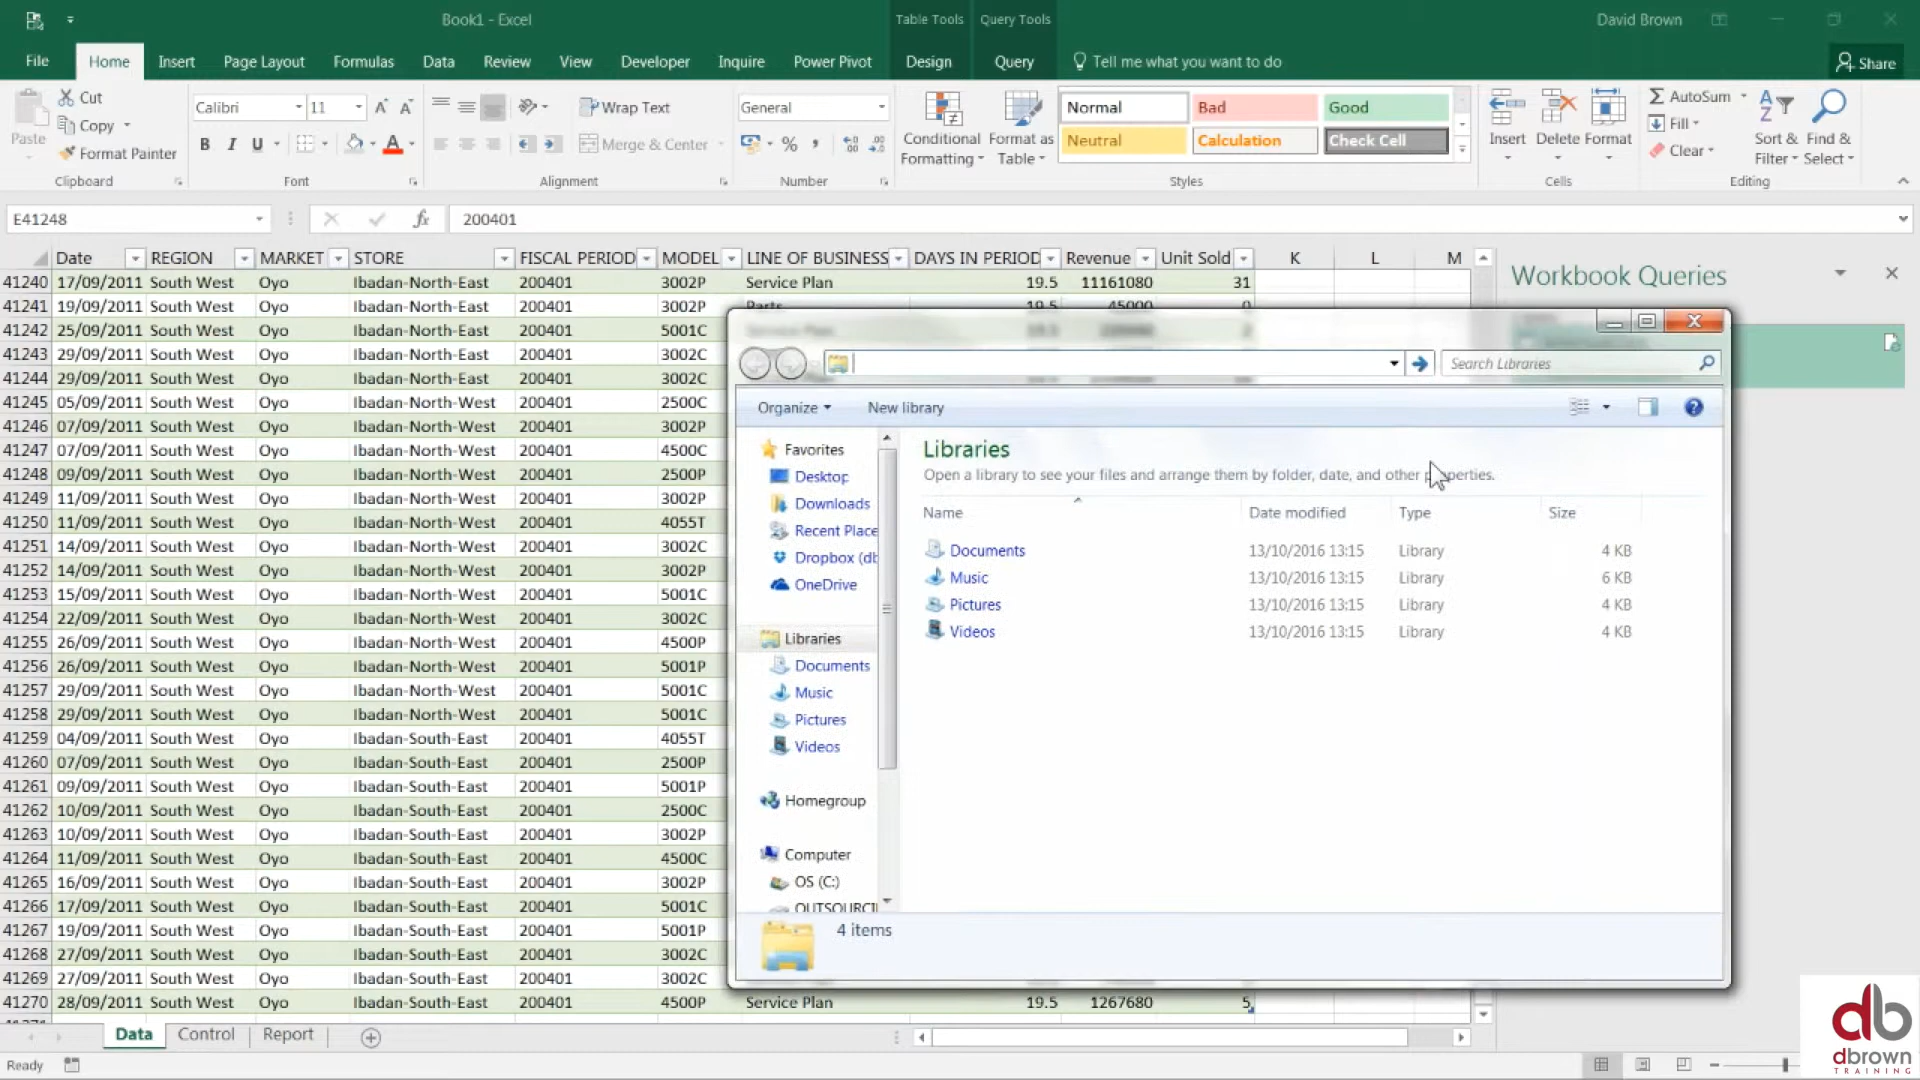 Book1 - Excel
Table Tools
Query Tools
David Brown
File
Home
Insert
Page Layout
Formulas
Data
Review
View
Developer
Inquire
Power Pivot
Design
Query
Tell me what you want to do
Share
Paste
Cut
Copy
Format Painter
Clipboard
Calibri
11
B I U
Font
Wrap Text
Merge & Center
Alignment
General
%
Number
Conditional
Formatting
Format as
Table
Normal
Bad
Good
Neutral
Calculation
Check Cell
Styles
Insert
Delete
Format
Cells
AutoSum
Fill
Clear
Sort &
Filter
Find &
Select
Editing
E41248
fx
200401
Date REGION MARKET STORE FISCAL PERIOD MODEL LINE OF BUSINESS DAYS IN PERIOD Revenue Unit Sold K L M
41240 17/09/2011 South West Oyo Ibadan-North-East 200401 3002P Service Plan 19.5 11161080 31
41241 19/09/2011 South West Oyo Ibadan-North-East 200401 3002P Parts 19.5 45000 0
41242 25/09/2011 South West Oyo Ibadan-North-East 200401 5001C
41243 29/09/2011 South West Oyo Ibadan-North-East 200401 3002C
41244 29/09/2011 South West Oyo Ibadan-North-East 200401 3002C
41245 05/09/2011 South West Oyo Ibadan-North-West 200401 2500C
41246 07/09/2011 South West Oyo Ibadan-North-West 200401 3002P
41247 07/09/2011 South West Oyo Ibadan-North-West 200401 4500C
41248 09/09/2011 South West Oyo Ibadan-North-West 200401 2500P
41249 11/09/2011 South West Oyo Ibadan-North-West 200401 3002P
41250 11/09/2011 South West Oyo Ibadan-North-West 200401 4055T
41251 14/09/2011 South West Oyo Ibadan-North-West 200401 3002C
41252 14/09/2011 South West Oyo Ibadan-North-West 200401 3002P
41253 15/09/2011 South West Oyo Ibadan-North-West 200401 5001C
41254 22/09/2011 South West Oyo Ibadan-North-West 200401 3002C
41255 26/09/2011 South West Oyo Ibadan-North-West 200401 4500P
41256 26/09/2011 South West Oyo Ibadan-North-West 200401 5001P
41257 29/09/2011 South West Oyo Ibadan-North-West 200401 5001C
41258 29/09/2011 South West Oyo Ibadan-North-West 200401 5001C
41259 04/09/2011 South West Oyo Ibadan-South-East 200401 4055T
41260 07/09/2011 South West Oyo Ibadan-South-East 200401 2500P
41261 09/09/2011 South West Oyo Ibadan-South-East 200401 5001P
41262 10/09/2011 South West Oyo Ibadan-South-East 200401 2500C
41263 10/09/2011 South West Oyo Ibadan-South-East 200401 3002P
41264 11/09/2011 South West Oyo Ibadan-South-East 200401 4500C
41265 16/09/2011 South West Oyo Ibadan-South-East 200401 3002P
41266 17/09/2011 South West Oyo Ibadan-South-East 200401 5001C
41267 19/09/2011 South West Oyo Ibadan-South-East 200401 5001P
41268 27/09/2011 South West Oyo Ibadan-South-East 200401 3002C
41269 27/09/2011 South West Oyo Ibadan-South-East 200401 3002C
41270 28/09/2011 South West Oyo Ibadan-South-East 200401 4500P Service Plan 19.5 1267680 5
Workbook Queries
Search Libraries
Organize
New library
Favorites
Desktop
Downloads
Recent Place
Dropbox (db
OneDrive
Libraries
Documents
Music
Pictures
Videos
Homegroup
Computer
OS (C:)
OUTSOURCI
Libraries
Open a library to see your files and arrange them by folder, date, and other properties.
Name Date modified Type Size
Documents 13/10/2016 13:15 Library 4 KB
Music 13/10/2016 13:15 Library 6 KB
Pictures 13/10/2016 13:15 Library 4 KB
Videos 13/10/2016 13:15 Library 4 KB
4 items
Data
Control
Report
Ready
db
dbrown
TRAINING